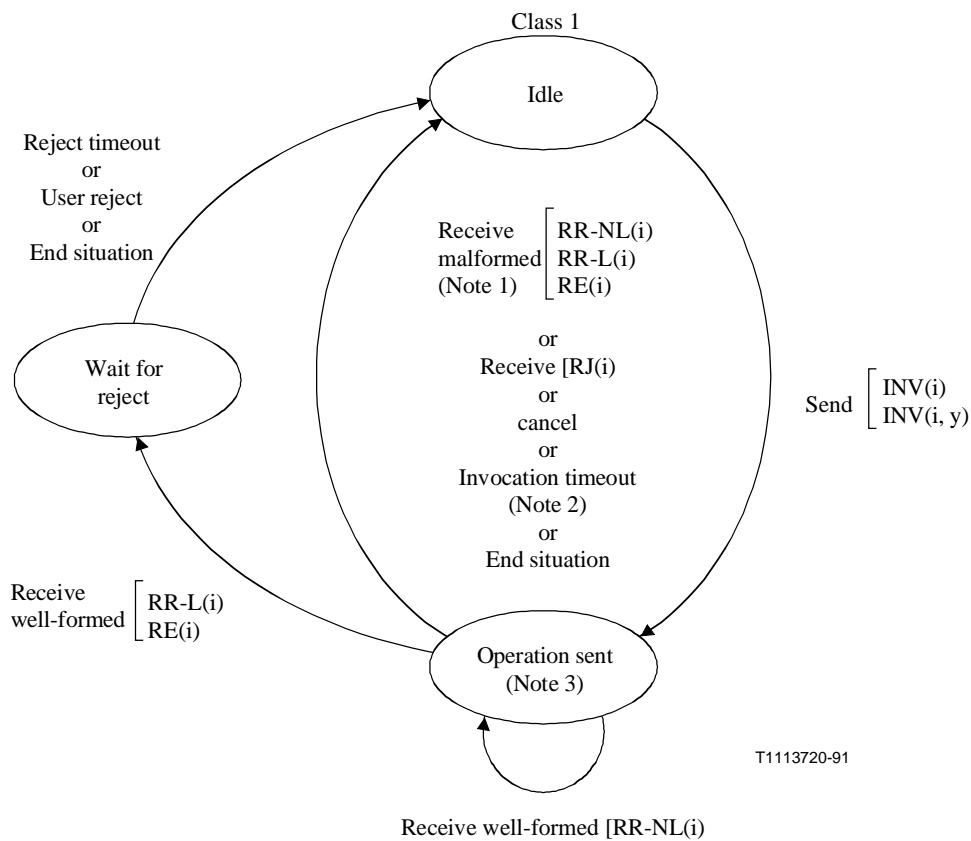 Class 1
Idle
Reject timeout
or
User reject
or
End situation
Receive
malformed
(Note 1)
RR-NL(i)
RR-L(i)
RE(i)
or
Receive [RJ(i)
or
cancel
or
Invocation timeout
(Note 2)
or
End situation
Wait for
reject
Send
INV(i)
INV(i, y)
Receive
well-formed
RR-L(i)
RE(i)
Operation sent
(Note 3)
T1113720-91
Receive well-formed [RR-NL(i)